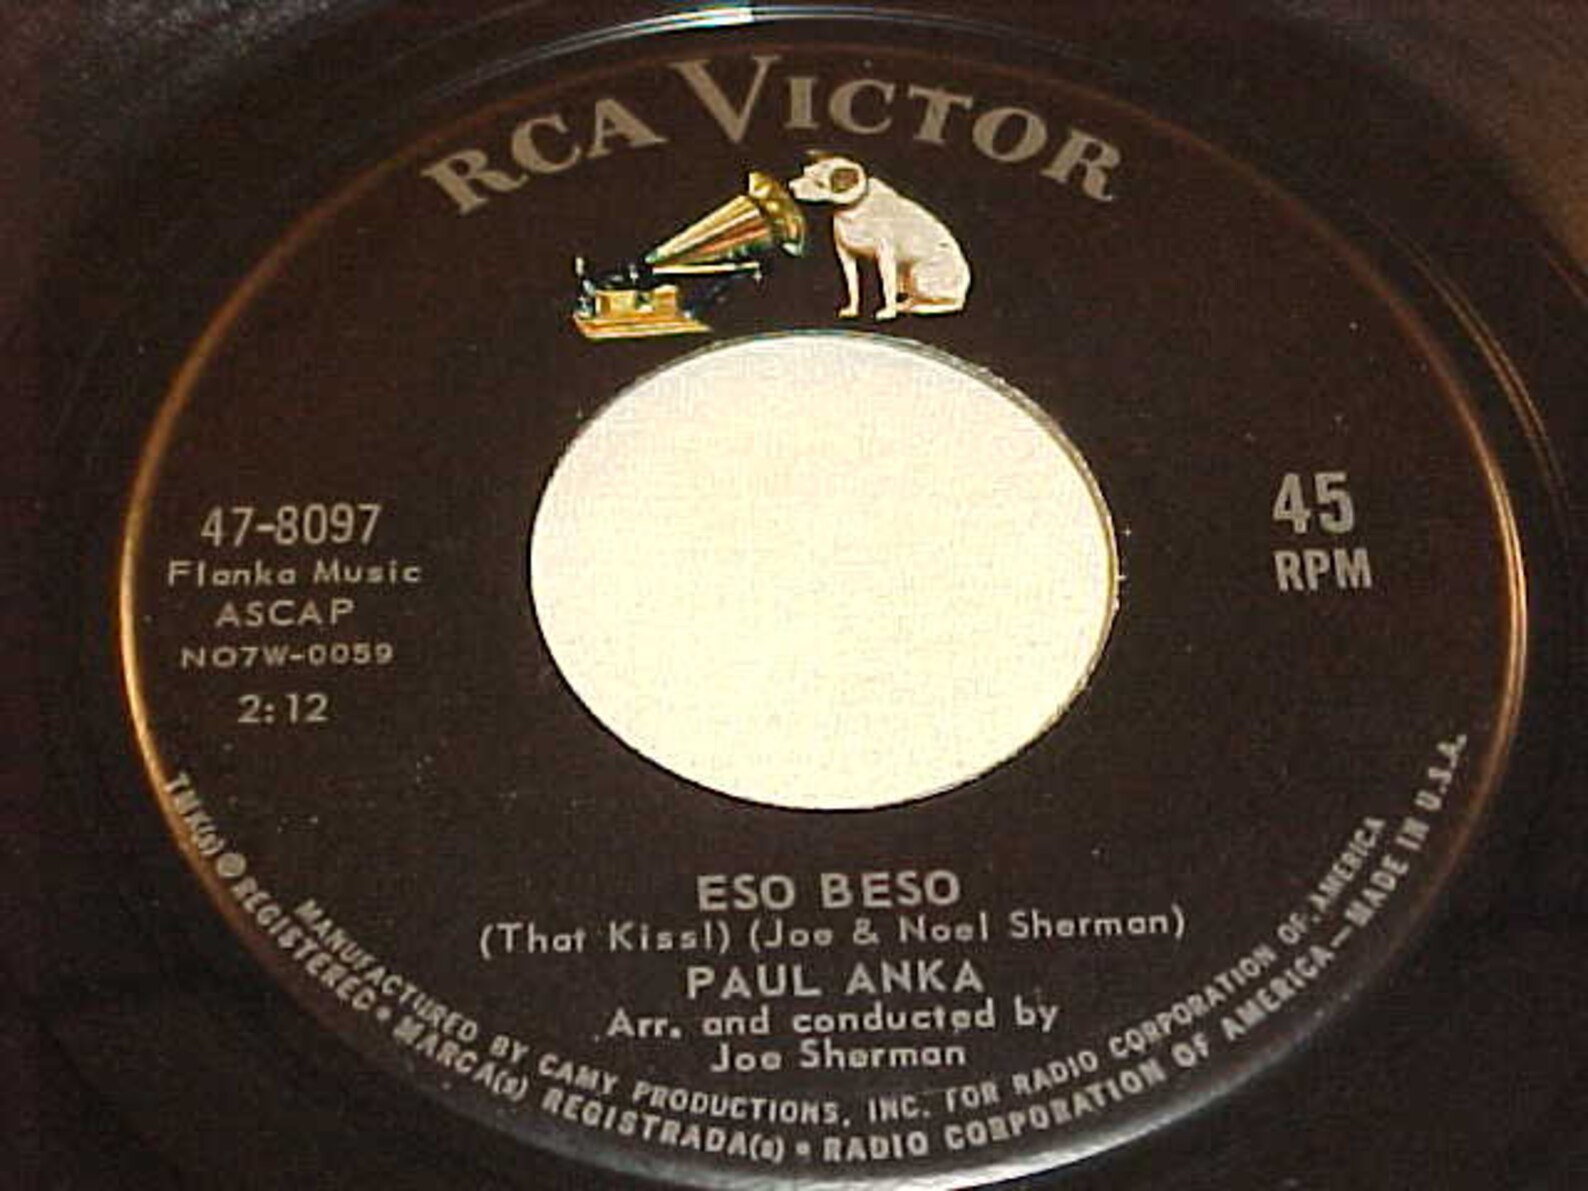 RCA VICTOR
47-8097
Flanka Music
ASCAP
NO7W-0059
2:12
45
RPM
ESO BESO
(That Kiss!) (Joe & Noel Sherman)
PAUL ANKA
Arr. and conducted by
Joe Sherman
MANUFACTURED BY CAMY PRODUCTIONS, INC. FOR RADIO CORPORATION OF AMERICA
TMK(s) ® REGISTERED • MARCA(s) REGISTRADA(s) • RADIO CORPORATION OF AMERICA—MADE IN U.S.A.